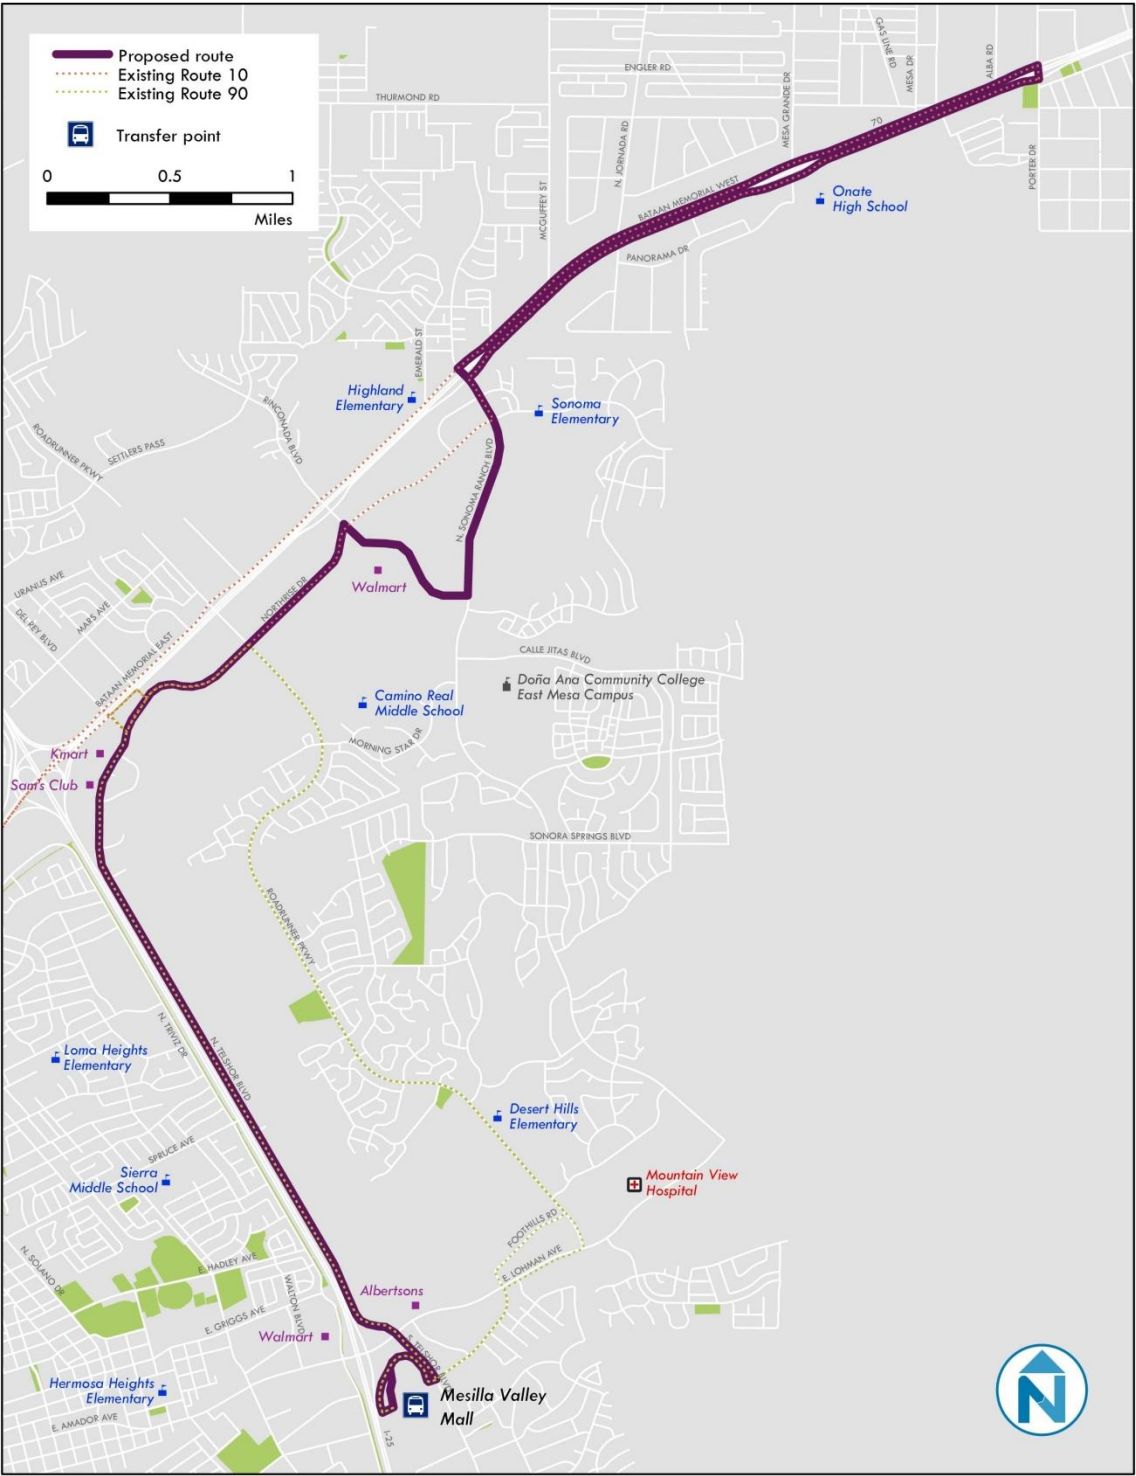 Proposed route
Existing Route 10
Existing Route 90
Transfer point
0 0.5 1
Miles
THURMOND RD
ENGLER RD
GAS LINE RD
MESA DR
ALBA RD
MESA GRANDE DR
70
PORTER DR
N. JORNADA RD
MCGUFFEY ST
BATAAN MEMORIAL WEST
PANORAMA DR
Onate
High School
EMERALD ST
Highland
Elementary
Sonoma
Elementary
RINCONADA BLVD
ROADRUNNER PKWY
SETTLERS PASS
N. SONOMA RANCH BLVD
Walmart
NORTHRISE DR
URANUS AVE
MARS AVE
DEL REY BLVD
BATAAN MEMORIAL EAST
CALLE JITAS BLVD
Doña Ana Community College
East Mesa Campus
Camino Real
Middle School
MORNING STAR DR
Kmart
Sam's Club
SONORA SPRINGS BLVD
ROADRUNNER PKWY
N. TRIVIZ DR
N. TELSHOR BLVD
Loma Heights
Elementary
Desert Hills
Elementary
SPRUCE AVE
Sierra
Middle School
Mountain View
Hospital
FOOTHILLS RD
E. LOHMAN AVE
N. SOLANO DR
E. HADLEY AVE
WALTON BLVD
E. GRIGGS AVE
Albertsons
Walmart
S. TELSHOR BLVD
Hermosa Heights
Elementary
Mesilla Valley
Mall
E. AMADOR AVE
I-25
N